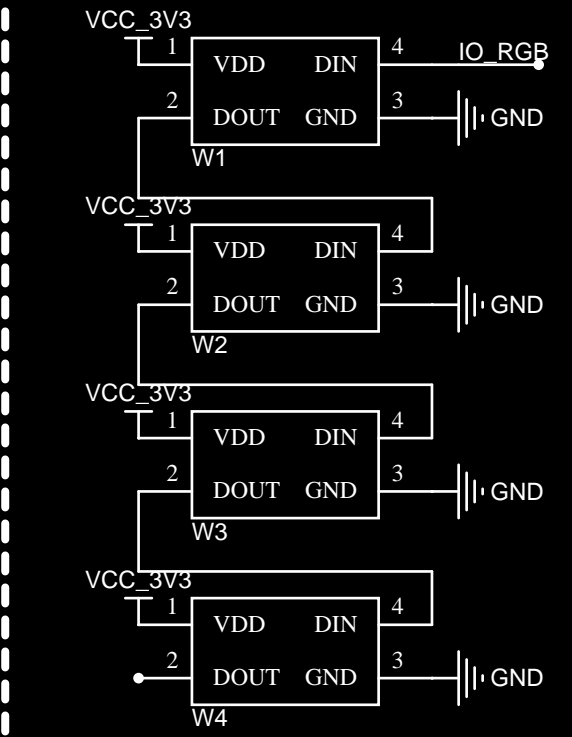 VCC_3V3
1 VDD DIN 4 IO_RGB
2 DOUT GND 3 GND
W1
VCC_3V3
1 VDD DIN 4
2 DOUT GND 3 GND
W2
VCC_3V3
1 VDD DIN 4
2 DOUT GND 3 GND
W3
VCC_3V3
1 VDD DIN 4
2 DOUT GND 3 GND
W4